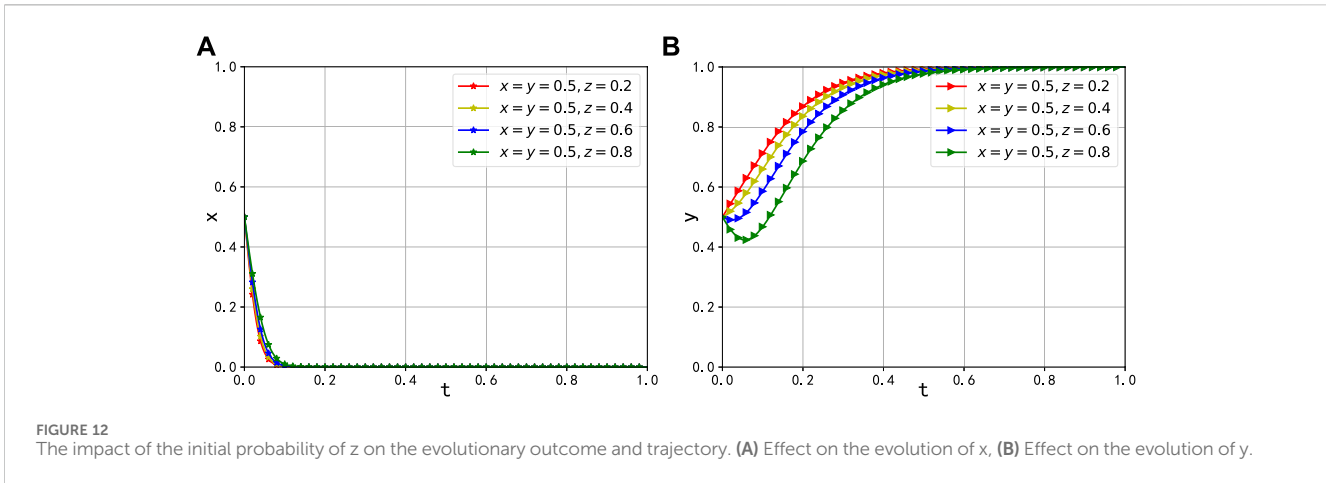 A
1.0
0.8
0.6
0.4
0.2
0.0
x
0.0 0.2 0.4 0.6 0.8 1.0
t
x = y = 0.5, z = 0.2
x = y = 0.5, z = 0.4
x = y = 0.5, z = 0.6
x = y = 0.5, z = 0.8
B
1.0
0.8
0.6
0.4
0.2
0.0
y
0.0 0.2 0.4 0.6 0.8 1.0
t
x = y = 0.5, z = 0.2
x = y = 0.5, z = 0.4
x = y = 0.5, z = 0.6
x = y = 0.5, z = 0.8
FIGURE 12
The impact of the initial probability of z on the evolutionary outcome and trajectory. (A) Effect on the evolution of x, (B) Effect on the evolution of y.